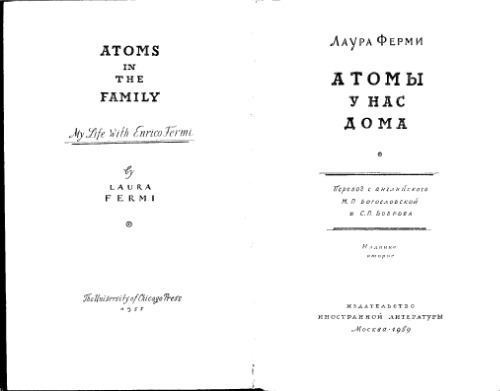 ATOMS
IN
THE
FAMILY
My Life With Enrico Fermi
by
LAURA
FERMI
The University of Chicago Press
ЛАУРА ФЕРМИ
АТОМЫ
У НАС
ДОМА
Перевод с английского
М. П. БОГОСЛОВСКОЙ
и С. П. БОБРОВА
Издание
второе
ИЗДАТЕЛЬСТВО
ИНОСТРАННОЙ ЛИТЕРАТУРЫ
Москва · 1959